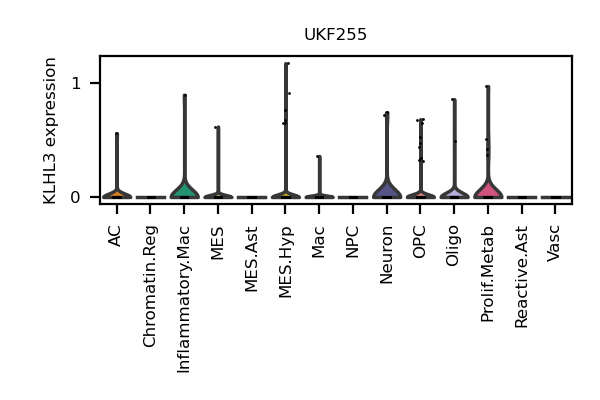 UKF255
KLHL3 expression
1
0
AC
Chromatin.Reg
Inflammatory.Mac
MES
MES.Ast
MES.Hyp
Mac
NPC
Neuron
OPC
Oligo
Prolif.Metab
Reactive.Ast
Vasc